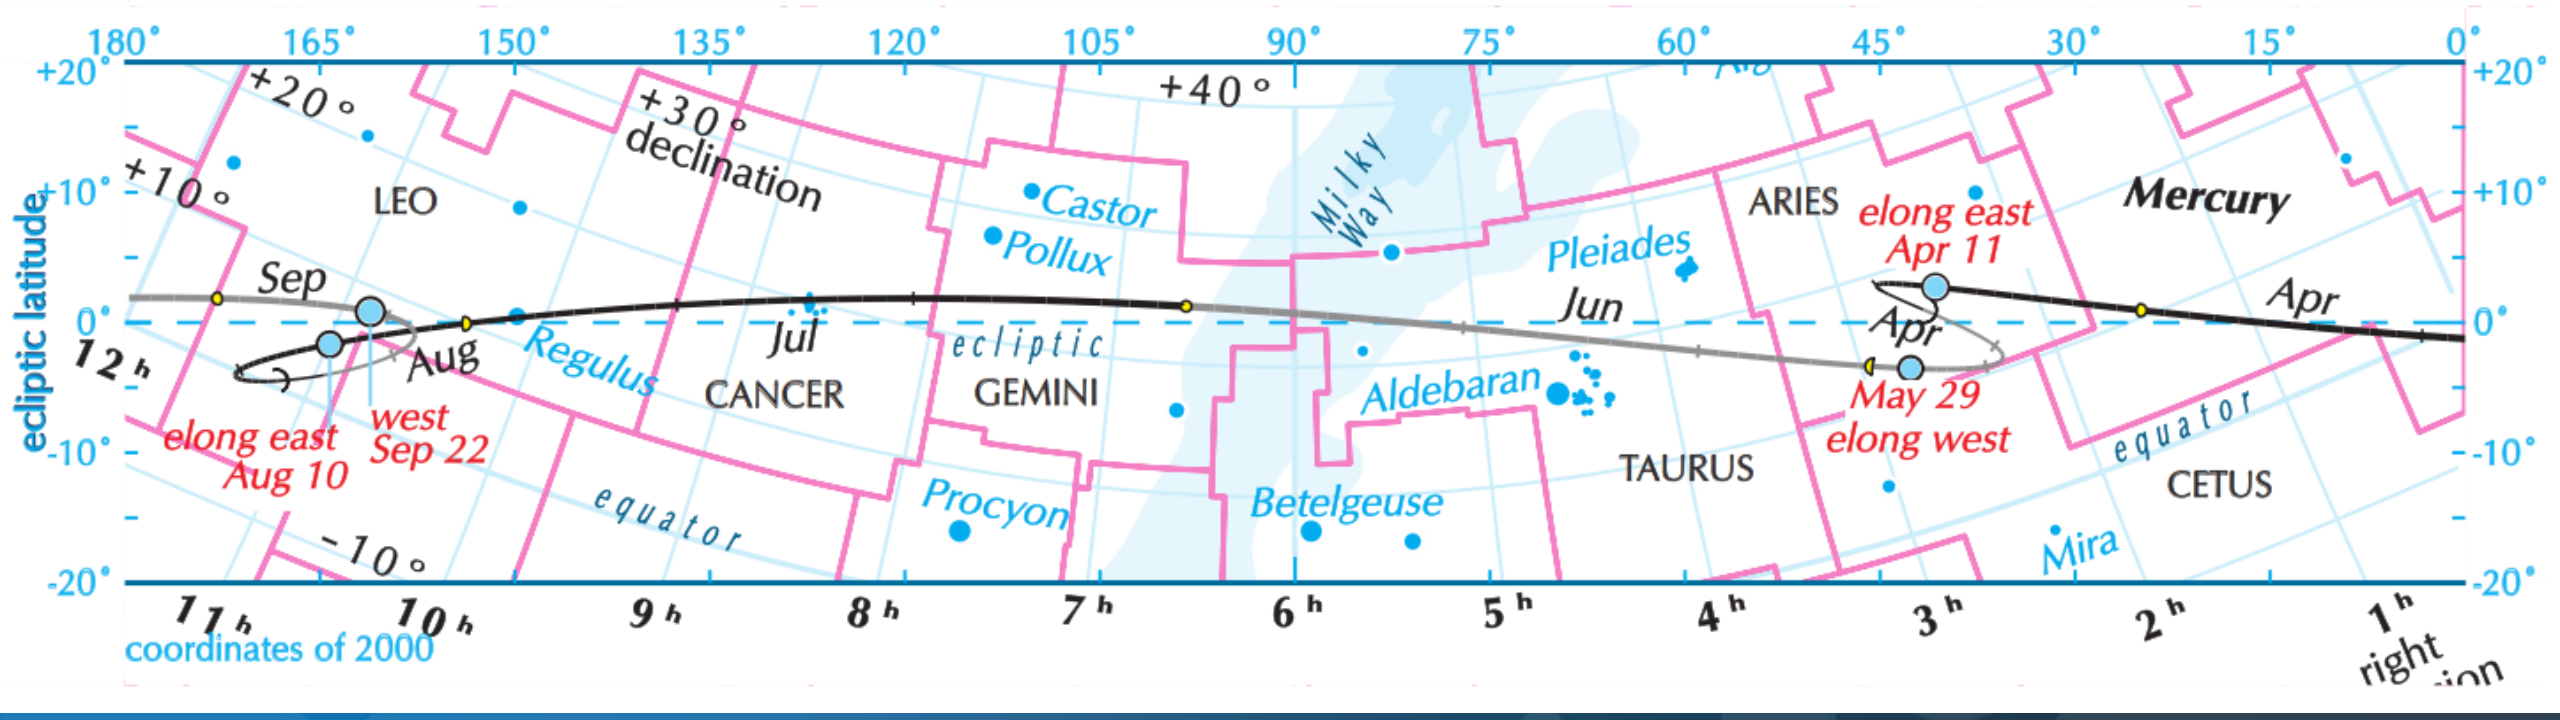 180° 165° 150° 135° 120° 105° 90° 75° 60° 45° 30° 15° 0°
+20° +20°
+20°
+30°
declination
+40°
Milky
Way
+10° +10°
+10°
LEO
Castor
Pollux
Pleiades
ARIES
elong east
Apr 11
Mercury
Sep
Jun
Apr
Apr
0° 0°
ecliptic latitude
12h
Aug
Regulus
Jul
ecliptic
CANCER
GEMINI
Aldebaran
May 29
elong west
equator
west
Sep 22
elong east
Aug 10
-10° -10°
TAURUS
CETUS
equator
Procyon
Betelgeuse
Mira
-10°
-20° -20°
11h 10h 9h 8h 7h 6h 5h 4h 3h 2h 1h
right
coordinates of 2000